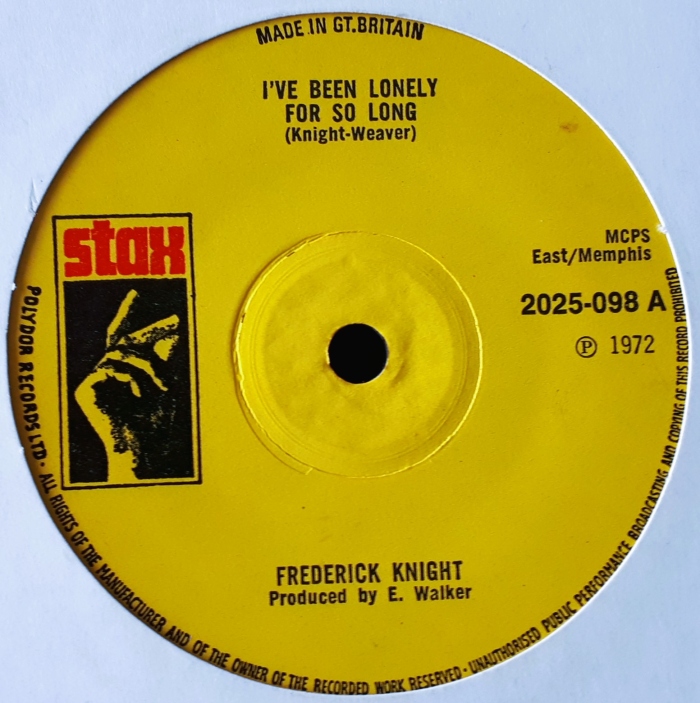 MADE IN GT.BRITAIN
I'VE BEEN LONELY
FOR SO LONG
(Knight-Weaver)
stax
MCPS
East/Memphis
2025-098 A
Ⓟ 1972
FREDERICK KNIGHT
Produced by E. Walker
POLYDOR RECORDS LTD · ALL RIGHTS OF THE MANUFACTURER AND OF THE OWNER OF THE RECORDED WORK RESERVED · UNAUTHORISED PUBLIC PERFORMANCE BROADCASTING AND COPYING OF THIS RECORD PROHIBITED